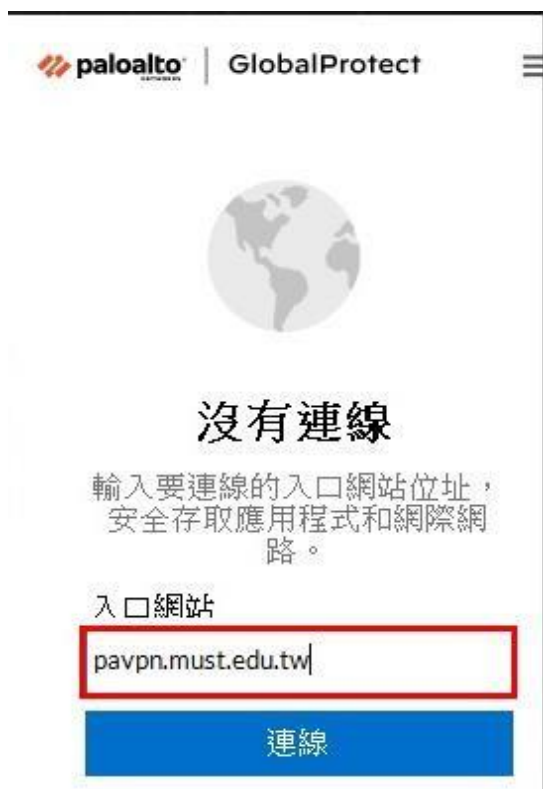 paloalto NETWORKS | GlobalProtect
沒有連線
輸入要連線的入口網站位址，
安全存取應用程式和網際網
路。
入口網站
pavpn.must.edu.tw
連線